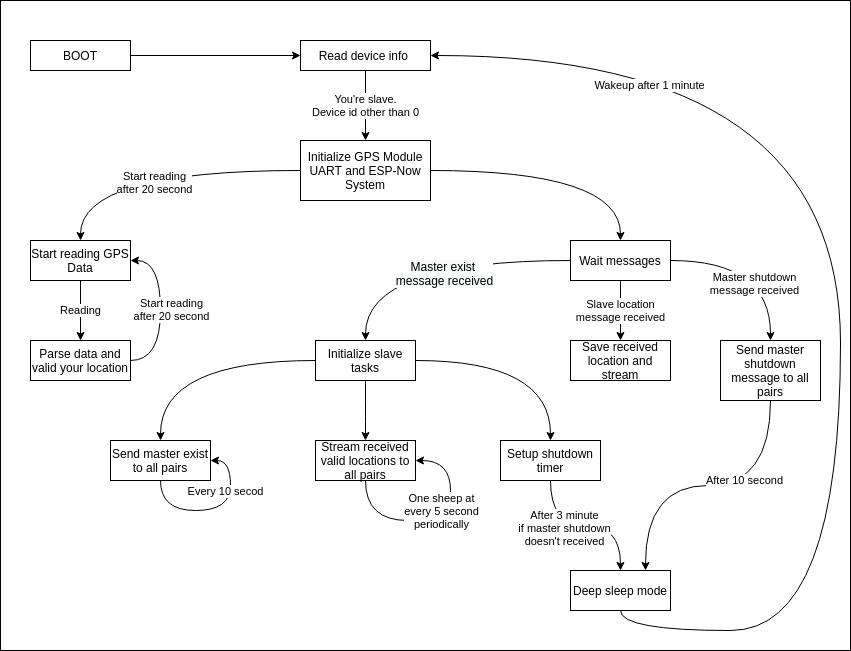 BOOT
Read device info
Wakeup after 1 minute
You're slave.
Device id other than 0
Initialize GPS Module
UART and ESP-Now
System
Start reading
after 20 second
Start reading GPS
Data
Master exist
message received
Wait messages
Master shutdown
message received
Reading
Start reading
after 20 second
Slave location
message received
Parse data and
valid your location
Initialize slave
tasks
Save received
location and
stream
Send master
shutdown
message to all
pairs
Send master exist
to all pairs
Stream received
valid locations to
all pairs
Setup shutdown
timer
Every 10 secod
One sheep at
every 5 second
periodically
After 3 minute
if master shutdown
doesn't received
After 10 second
Deep sleep mode